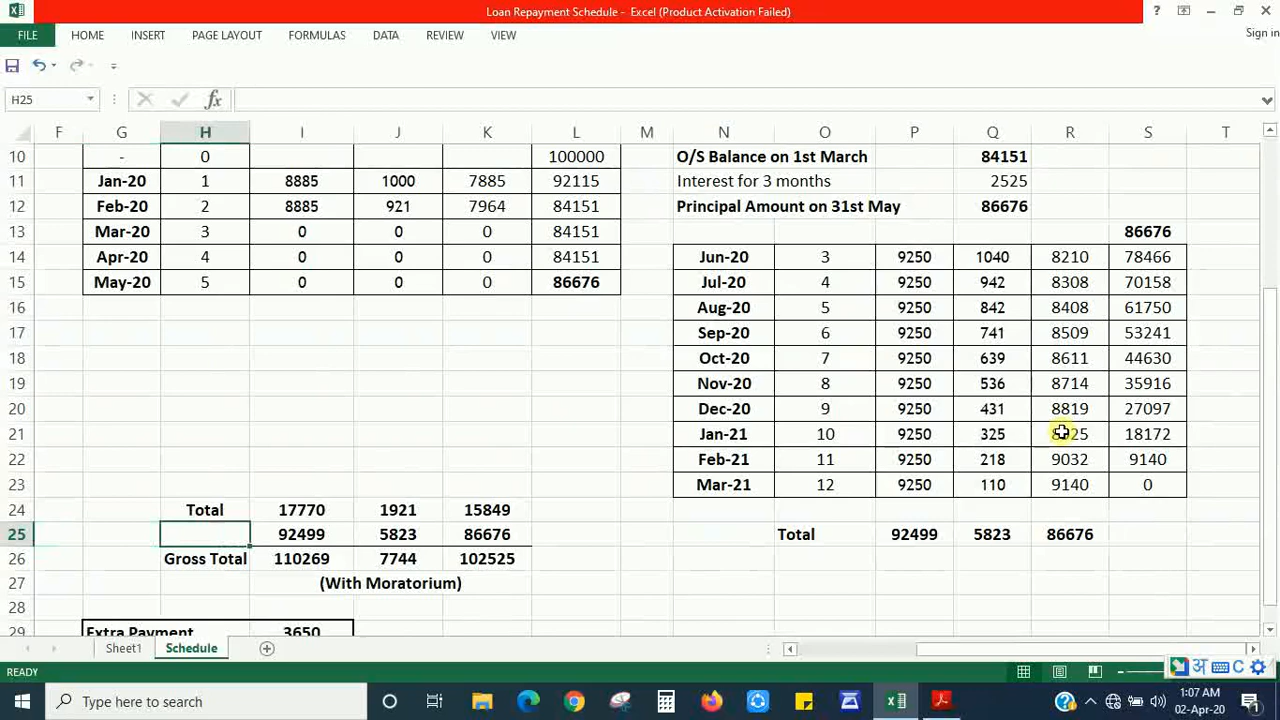 Loan Repayment Schedule - Excel (Product Activation Failed)
?
FILE HOME INSERT PAGE LAYOUT FORMULAS DATA REVIEW VIEW Sign in
H25 fx
F G H I J K L M N O P Q R S T
10 - 0 100000 O/S Balance on 1st March 84151
11 Jan-20 1 8885 1000 7885 92115 Interest for 3 months 2525
12 Feb-20 2 8885 921 7964 84151 Principal Amount on 31st May 86676
13 Mar-20 3 0 0 0 84151 86676
14 Apr-20 4 0 0 0 84151 Jun-20 3 9250 1040 8210 78466
15 May-20 5 0 0 0 86676 Jul-20 4 9250 942 8308 70158
16 Aug-20 5 9250 842 8408 61750
17 Sep-20 6 9250 741 8509 53241
18 Oct-20 7 9250 639 8611 44630
19 Nov-20 8 9250 536 8714 35916
20 Dec-20 9 9250 431 8819 27097
21 Jan-21 10 9250 325 18172
22 Feb-21 11 9250 218 9032 9140
23 Mar-21 12 9250 110 9140 0
24 Total 17770 1921 15849
25 92499 5823 86676 Total 92499 5823 86676
26 Gross Total 110269 7744 102525
27 (With Moratorium)
28
29 Extra Payment 3650
Sheet1 Schedule
READY
अ C
Type here to search
1:07 AM
02-Apr-20